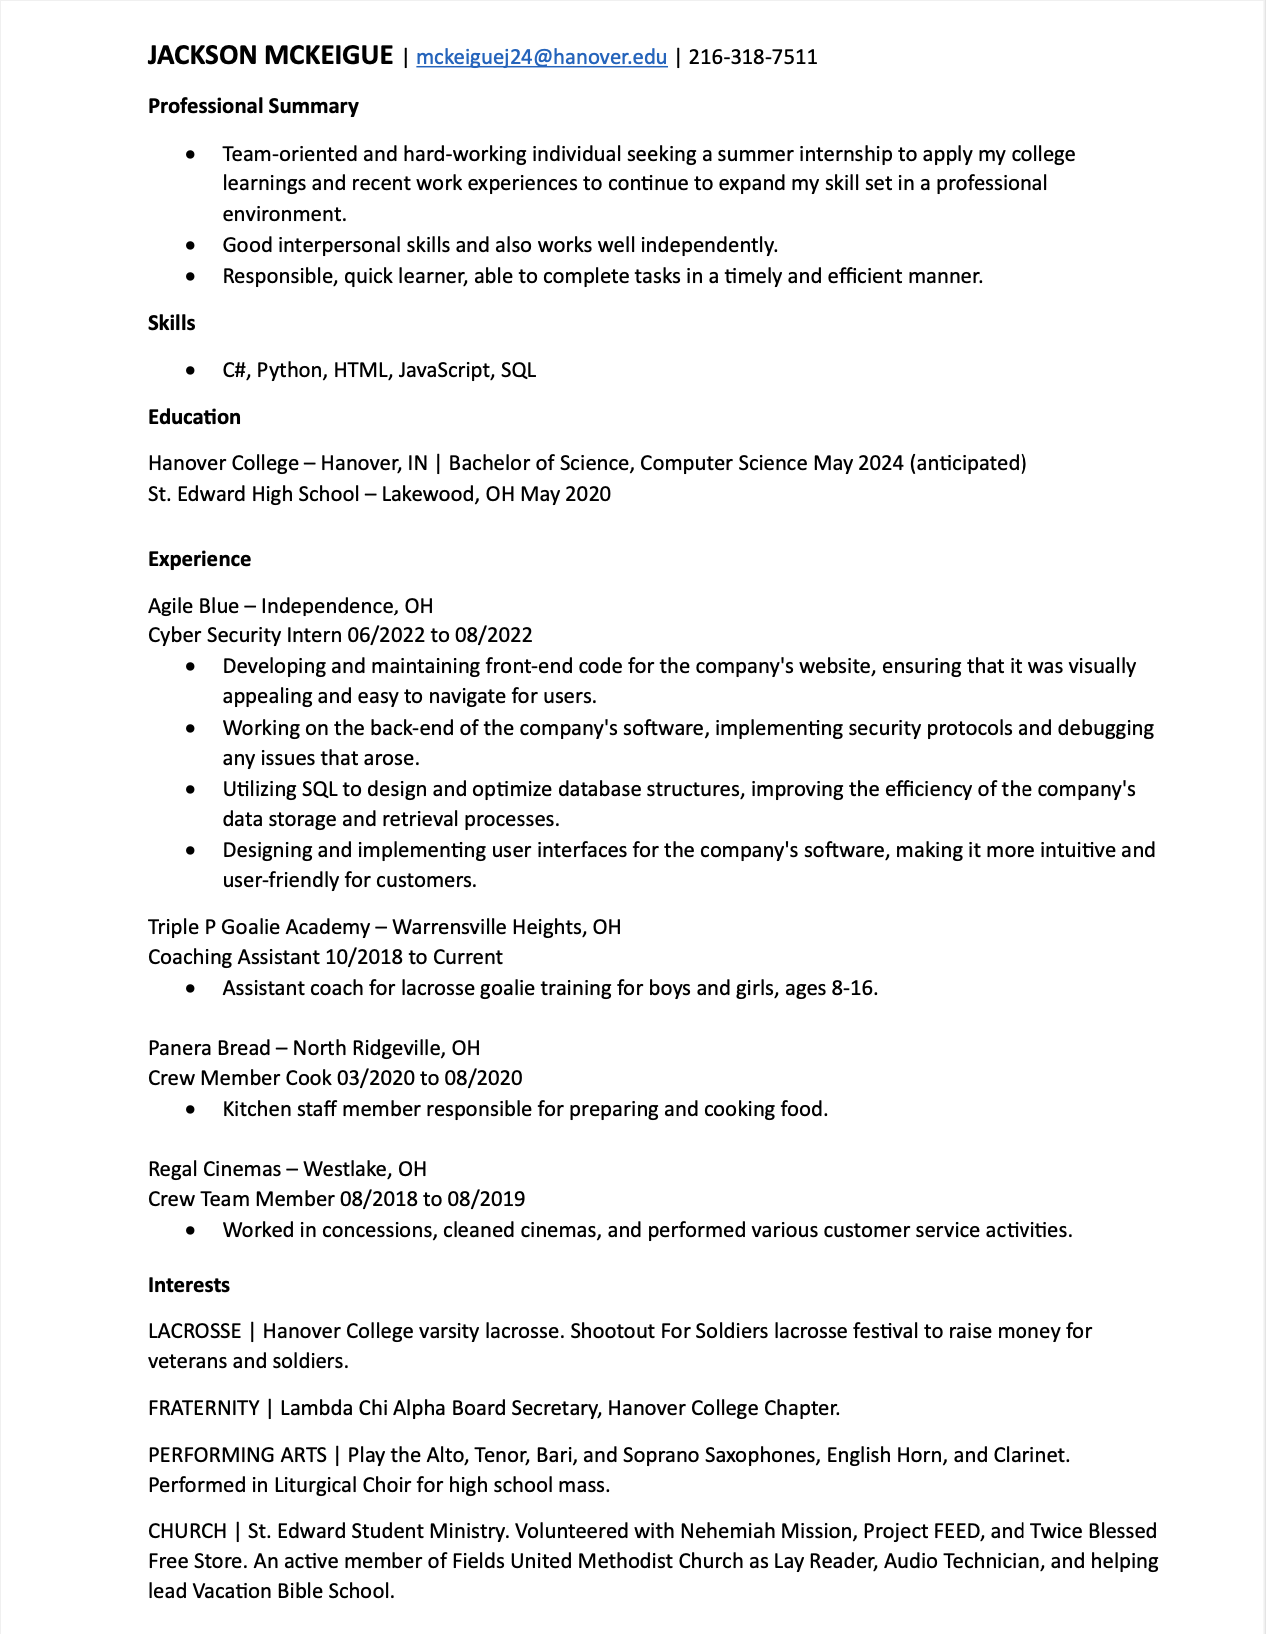 JACKSON MCKEIGUE | mckeiguej24@hanover.edu | 216-318-7511
Professional Summary
• Team-oriented and hard-working individual seeking a summer internship to apply my college
learnings and recent work experiences to continue to expand my skill set in a professional
environment.
• Good interpersonal skills and also works well independently.
• Responsible, quick learner, able to complete tasks in a timely and efficient manner.
Skills
• C#, Python, HTML, JavaScript, SQL
Education
Hanover College – Hanover, IN | Bachelor of Science, Computer Science May 2024 (anticipated)
St. Edward High School – Lakewood, OH May 2020
Experience
Agile Blue – Independence, OH
Cyber Security Intern 06/2022 to 08/2022
• Developing and maintaining front-end code for the company's website, ensuring that it was visually
appealing and easy to navigate for users.
• Working on the back-end of the company's software, implementing security protocols and debugging
any issues that arose.
• Utilizing SQL to design and optimize database structures, improving the efficiency of the company's
data storage and retrieval processes.
• Designing and implementing user interfaces for the company's software, making it more intuitive and
user-friendly for customers.
Triple P Goalie Academy – Warrensville Heights, OH
Coaching Assistant 10/2018 to Current
• Assistant coach for lacrosse goalie training for boys and girls, ages 8-16.
Panera Bread – North Ridgeville, OH
Crew Member Cook 03/2020 to 08/2020
• Kitchen staff member responsible for preparing and cooking food.
Regal Cinemas – Westlake, OH
Crew Team Member 08/2018 to 08/2019
• Worked in concessions, cleaned cinemas, and performed various customer service activities.
Interests
LACROSSE | Hanover College varsity lacrosse. Shootout For Soldiers lacrosse festival to raise money for
veterans and soldiers.
FRATERNITY | Lambda Chi Alpha Board Secretary, Hanover College Chapter.
PERFORMING ARTS | Play the Alto, Tenor, Bari, and Soprano Saxophones, English Horn, and Clarinet.
Performed in Liturgical Choir for high school mass.
CHURCH | St. Edward Student Ministry. Volunteered with Nehemiah Mission, Project FEED, and Twice Blessed
Free Store. An active member of Fields United Methodist Church as Lay Reader, Audio Technician, and helping
lead Vacation Bible School.